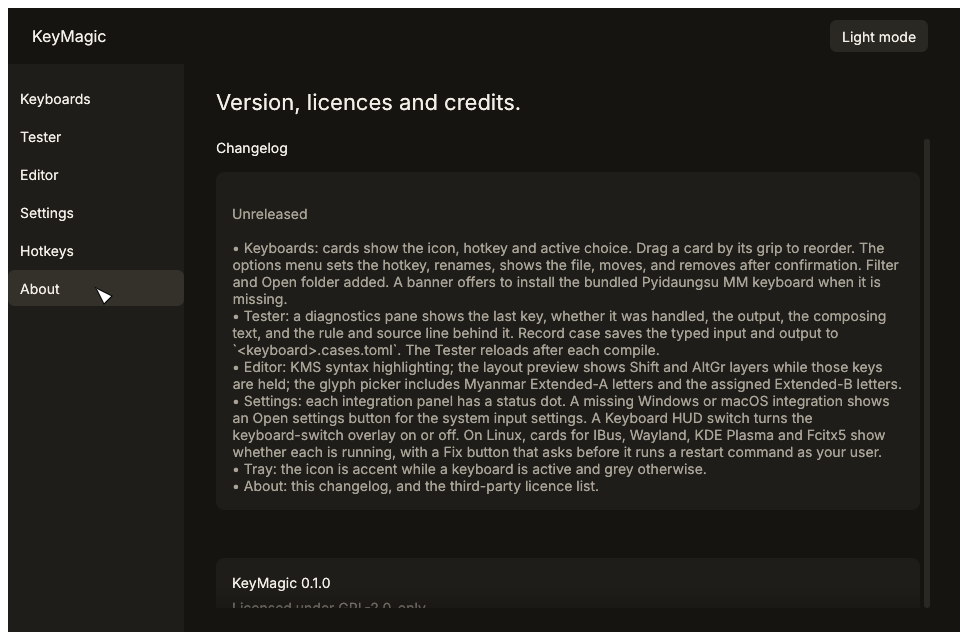 KeyMagic
Light mode
Keyboards
Tester
Editor
Settings
Hotkeys
About
Version, licences and credits.
Changelog
Unreleased
• Keyboards: cards show the icon, hotkey and active choice. Drag a card by its grip to reorder. The
options menu sets the hotkey, renames, shows the file, moves, and removes after confirmation. Filter
and Open folder added. A banner offers to install the bundled Pyidaungsu MM keyboard when it is
missing.
• Tester: a diagnostics pane shows the last key, whether it was handled, the output, the composing
text, and the rule and source line behind it. Record case saves the typed input and output to
`<keyboard>.cases.toml`. The Tester reloads after each compile.
• Editor: KMS syntax highlighting; the layout preview shows Shift and AltGr layers while those keys
are held; the glyph picker includes Myanmar Extended-A letters and the assigned Extended-B letters.
• Settings: each integration panel has a status dot. A missing Windows or macOS integration shows
an Open settings button for the system input settings. A Keyboard HUD switch turns the
keyboard-switch overlay on or off. On Linux, cards for IBus, Wayland, KDE Plasma and Fcitx5 show
whether each is running, with a Fix button that asks before it runs a restart command as your user.
• Tray: the icon is accent while a keyboard is active and grey otherwise.
• About: this changelog, and the third-party licence list.
KeyMagic 0.1.0
Licensed under GPL-2.0-only